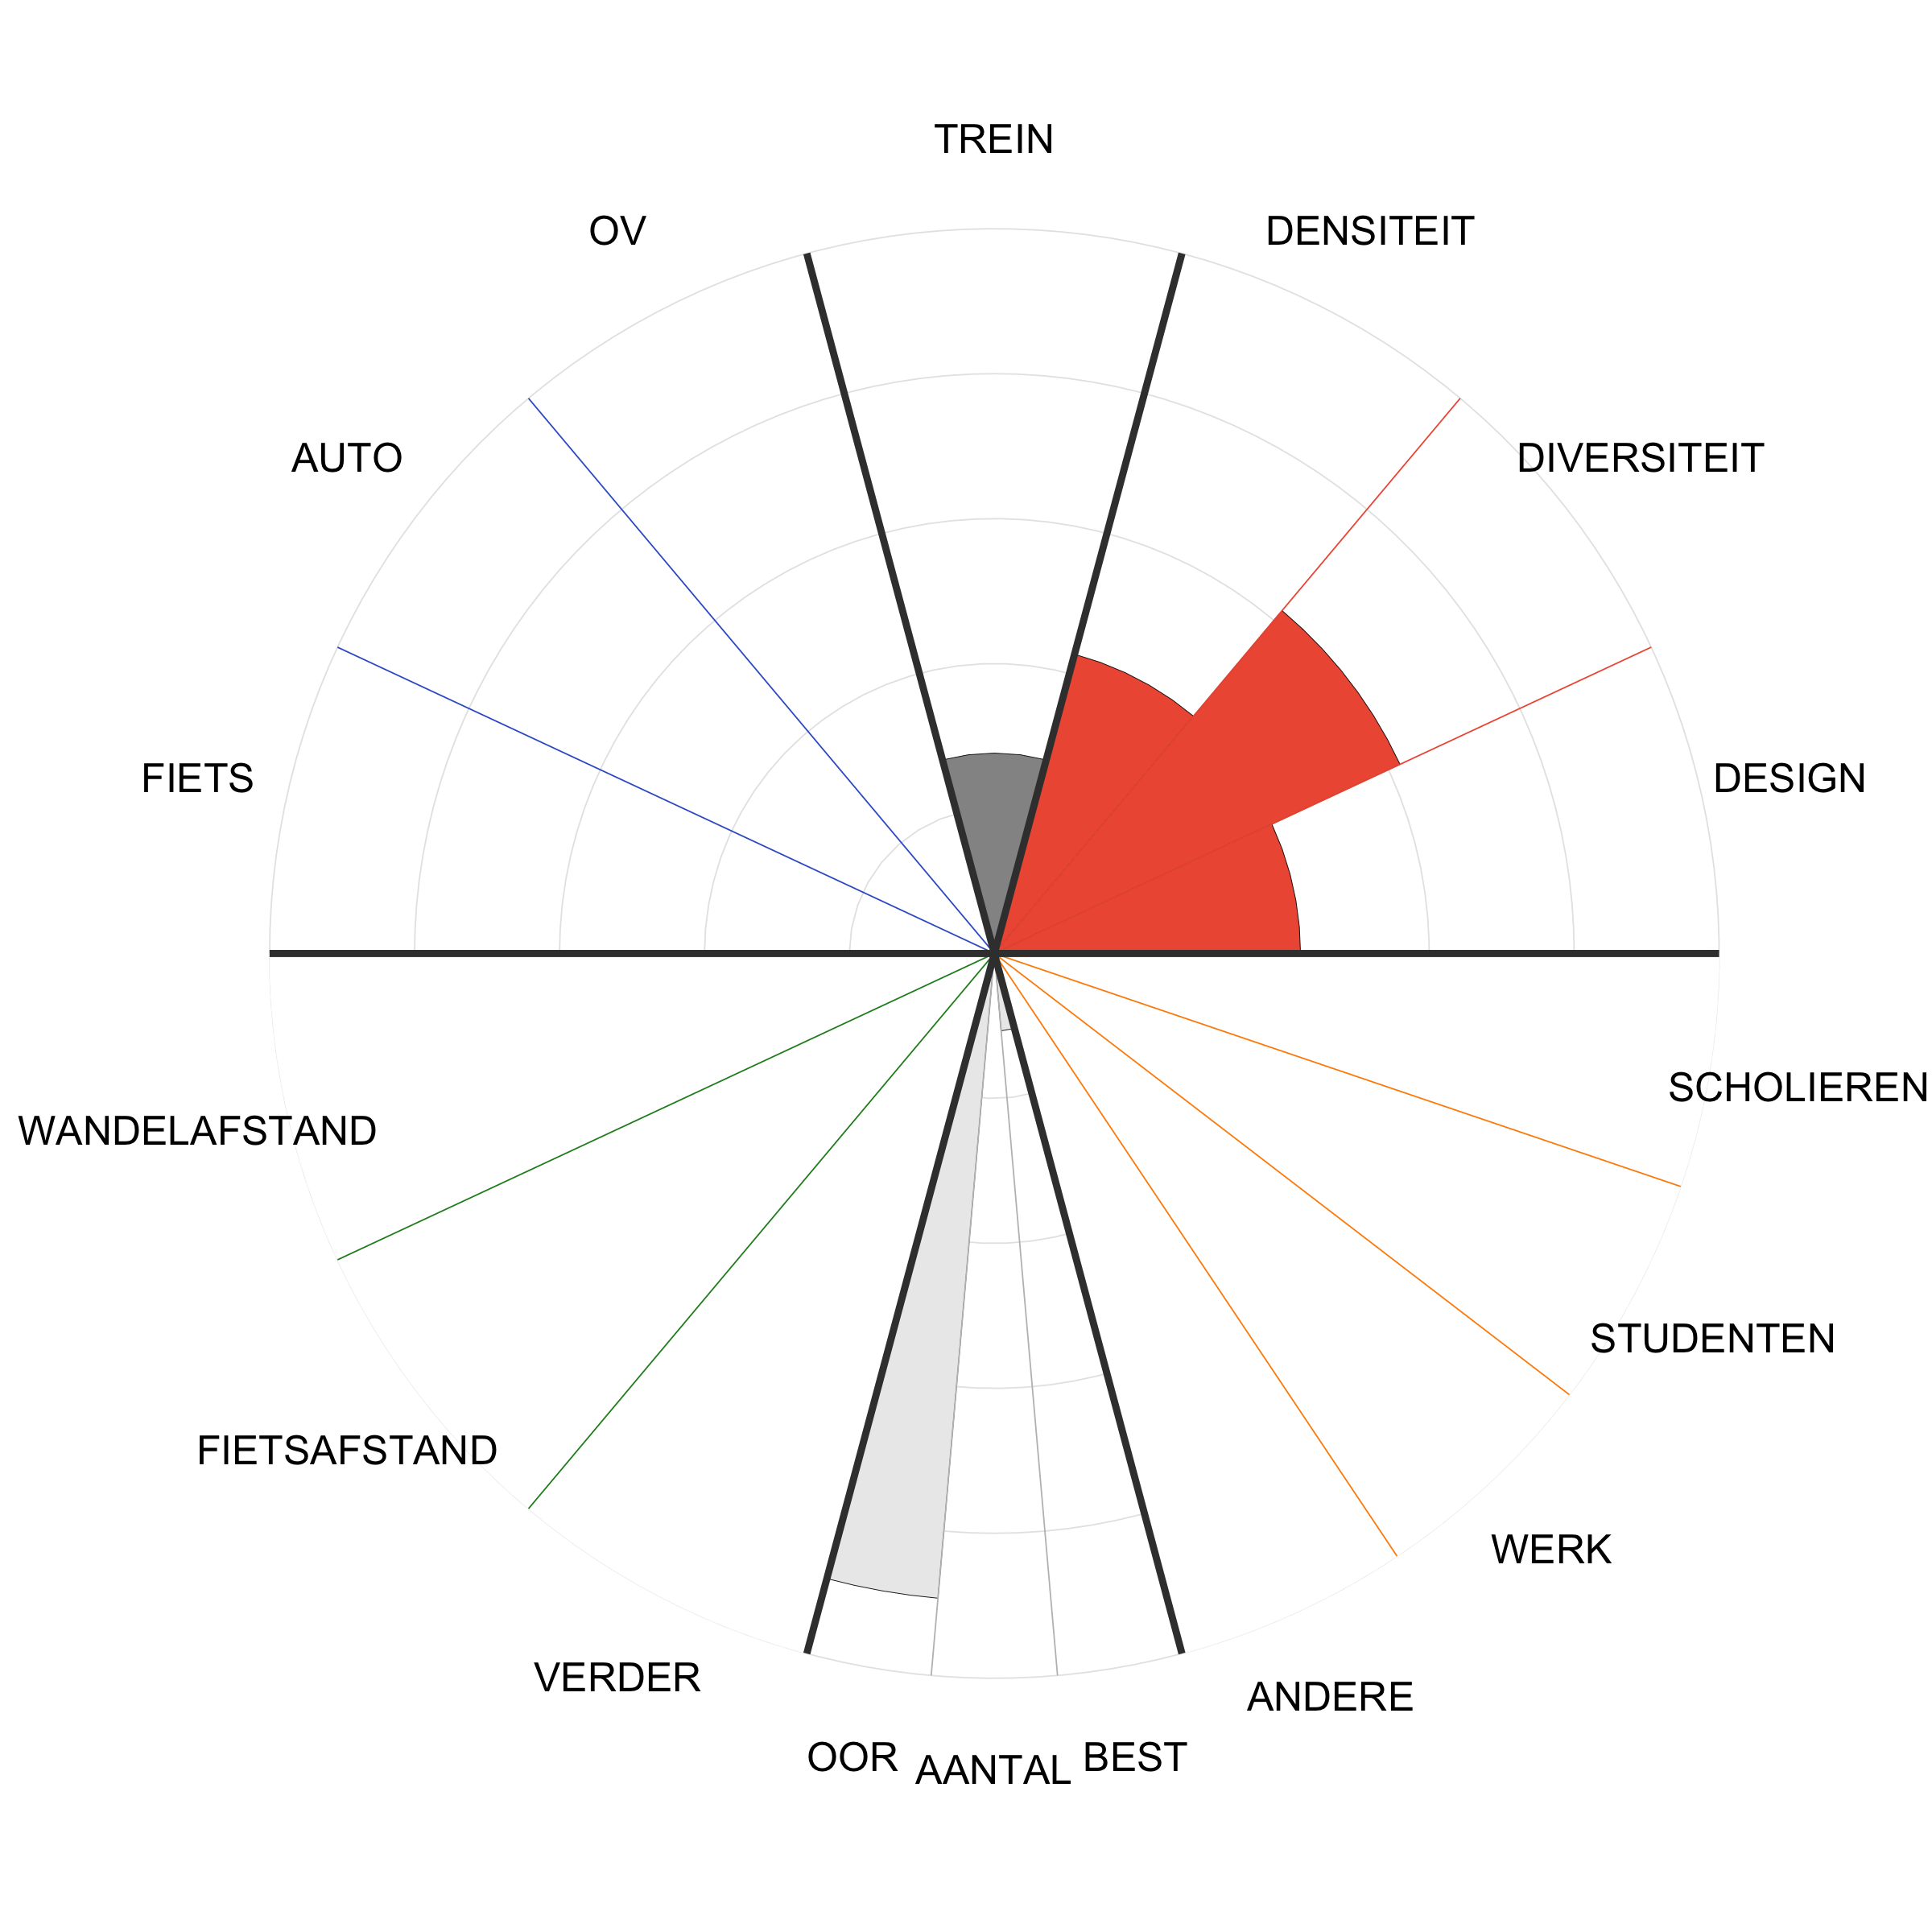 TREIN
OV
DENSITEIT
AUTO
DIVERSITEIT
FIETS
DESIGN
SCHOLIEREN
WANDELAFSTAND
STUDENTEN
FIETSAFSTAND
WERK
VERDER
ANDERE
OOR
AANTAL
BEST